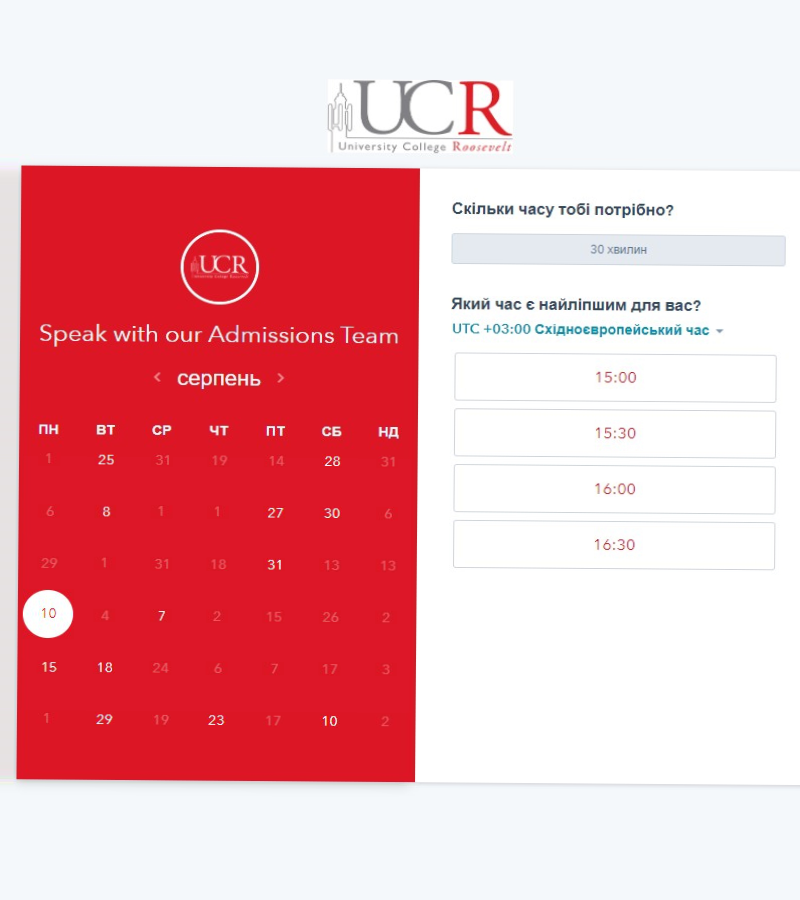 UCR
University College Roosevelt
UCR
Speak with our Admissions Team
серпень
ПН ВТ СР ЧТ ПТ СБ НД
1 25 31 19 14 28 31
6 8 1 1 27 30 6
29 1 31 18 31 13 13
10 4 7 2 15 26 2
15 18 24 6 7 17 3
1 29 19 23 17 10 2
Скільки часу тобі потрібно?
30 хвилин
Який час є найліпшим для вас?
UTC +03:00 Східноєвропейський час
15:00
15:30
16:00
16:30